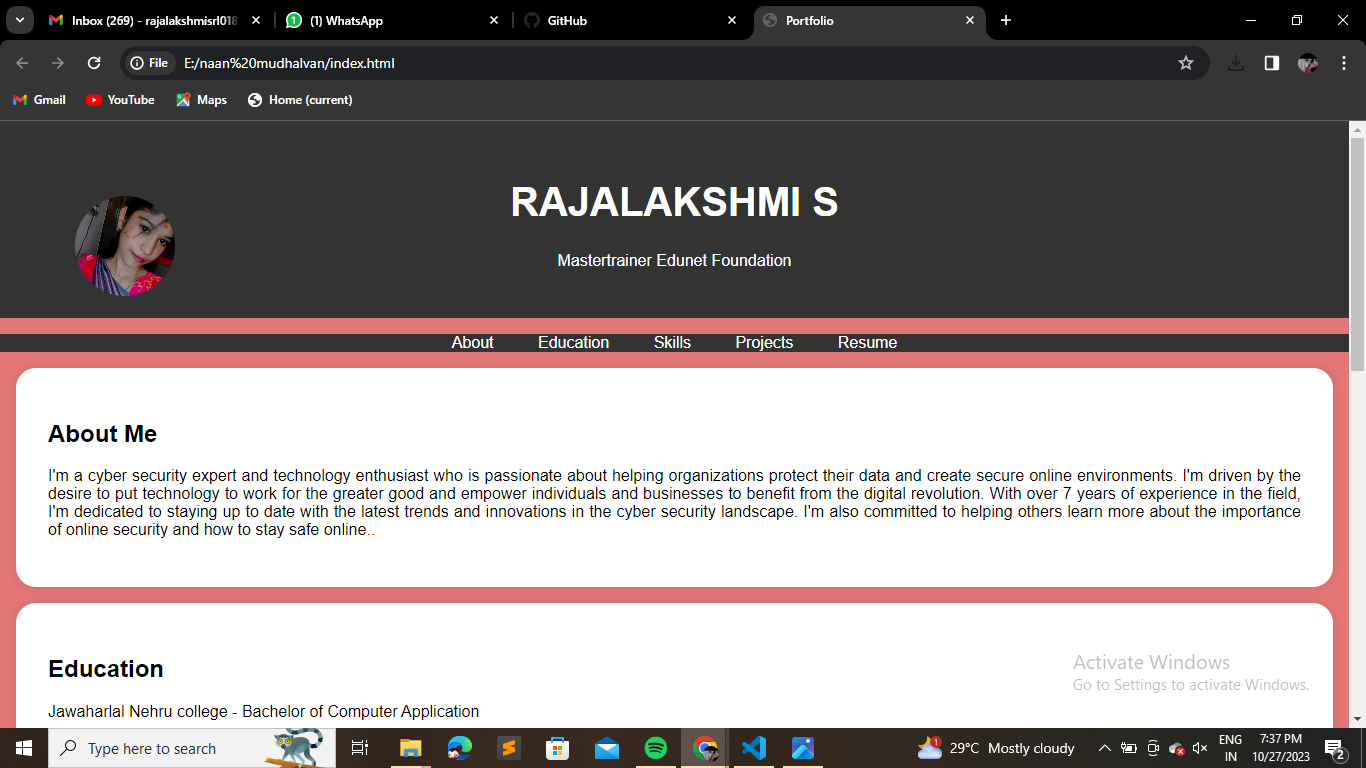 Inbox (269) - rajalakshmisrl018
(1) WhatsApp
GitHub
Portfolio
File
E:/naan%20mudhalvan/index.html
Gmail
YouTube
Maps
Home (current)
RAJALAKSHMI S
Mastertrainer Edunet Foundation
About
Education
Skills
Projects
Resume
About Me
I'm a cyber security expert and technology enthusiast who is passionate about helping organizations protect their data and create secure online environments. I'm driven by the
desire to put technology to work for the greater good and empower individuals and businesses to benefit from the digital revolution. With over 7 years of experience in the field,
I'm dedicated to staying up to date with the latest trends and innovations in the cyber security landscape. I'm also committed to helping others learn more about the importance
of online security and how to stay safe online..
Education
Jawaharlal Nehru college - Bachelor of Computer Application
Activate Windows
Go to Settings to activate Windows.
Type here to search
1
29°C Mostly cloudy
ENG
IN
7:37 PM
10/27/2023
2